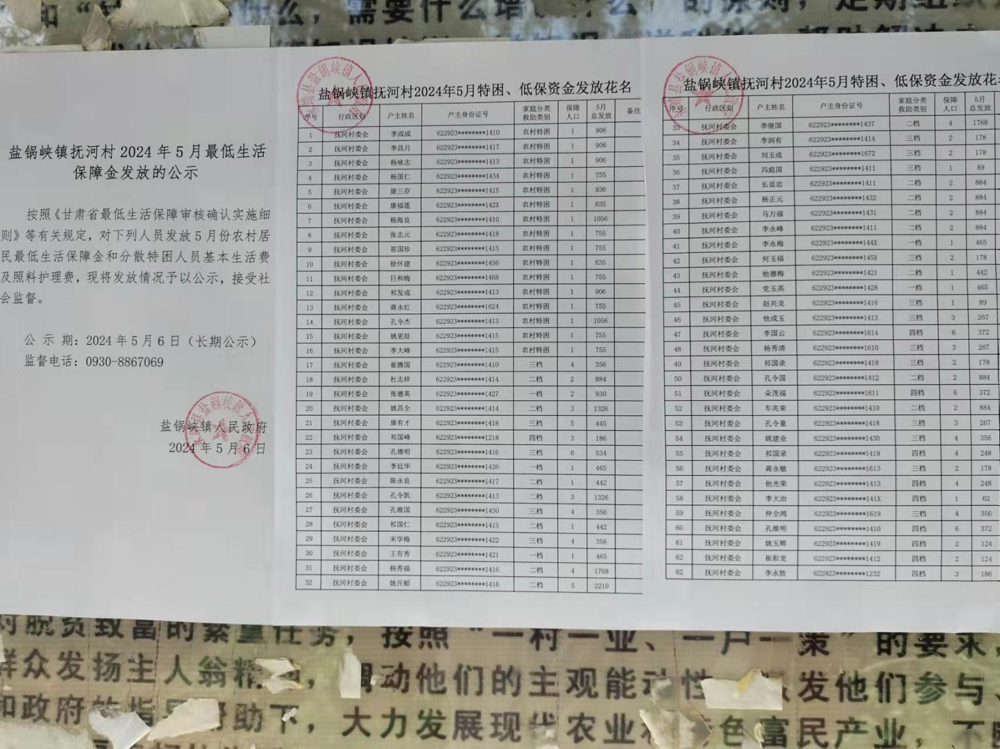 什么，需要什么培
的原则，定期组织
盐锅峡镇抚河村 2024 年 5 月最低生活
保障金发放的公示
按照《甘肃省最低生活保障审核确认实施细
则》等有关规定，对下列人员发放 5 月份农村居
民最低生活保障金和分散特困人员基本生活费
及照料护理费，现将发放情况予以公示，接受社
会监督。
公 示 期：2024 年 5 月 6 日（长期公示）
监督电话：0930-8867069
盐锅峡镇人民政府
2024 年 5 月 6 日
盐锅峡镇抚河村2024年5月特困、低保资金发放花名
序号 行政区划 户主姓名 户主身份证号 家庭分类救助类别 保障人口 5月总发放 备注
1 抚河村委会 李成成 622923********1410 农村特困 1 906
2 抚河村委会 李昌月 622923********1417 农村特困 1 906
3 抚河村委会 杨咏志 622923********1413 农村特困 1 906
4 抚河村委会 杨国仁 622923********1434 农村特困 1 755
5 抚河村委会 康三存 622923********1415 农村特困 1 936
6 抚河村委会 康福莲 622923********142X 农村特困 1 635
7 抚河村委会 杨海良 622923********1410 农村特困 1 1056
8 抚河村委会 张志元 622923********1418 农村特困 1 755
9 抚河村委会 祁国珍 622923********1415 农村特困 1 755
10 抚河村委会 徐怀建 622923********1456 农村特困 1 635
11 抚河村委会 巨和梅 622923********1468 农村特困 1 755
12 抚河村委会 祁发成 622923********1413 农村特困 1 906
13 抚河村委会 蒋永红 622923********1624 农村特困 1 755
14 抚河村委会 孔令杰 622923********1413 农村特困 1 1056
15 抚河村委会 姚更娃 622923********1415 农村特困 1 755
16 抚河村委会 李大峰 622923********1415 农村特困 1 755
17 抚河村委会 崔腾国 622923********1410 三档 4 356
18 抚河村委会 杜志祥 622923********1414 二档 2 884
19 抚河村委会 张德英 622923********1427 一档 2 930
20 抚河村委会 姚昌全 622923********1414 二档 3 1326
21 抚河村委会 康有才 622923********1418 三档 5 445
22 抚河村委会 祁国峰 622923********1218 四档 3 186
23 抚河村委会 孔德明 622923********1416 三档 6 534
24 抚河村委会 李廷华 622923********1426 一档 1 465
25 抚河村委会 陈永良 622923********1417 二档 1 442
26 抚河村委会 孔令凯 622923********1413 二档 3 1326
27 抚河村委会 孔维国 622923********1430 三档 4 356
28 抚河村委会 祁国仁 622923********1415 二档 1 442
29 抚河村委会 宋学梅 622923********1422 三档 4 356
30 抚河村委会 王有秀 622923********1421 一档 1 465
31 抚河村委会 杨秀福 622923********1416 二档 4 1768
32 抚河村委会 姚开顺 622923********1416 二档 5 2210
盐锅峡镇抚河村2024年5月特困、低保资金发放花名
序号 行政区划 户主姓名 户主身份证号 家庭分类救助类别 保障人口 5月总发放
33 抚河村委会 李继国 622923********1437 二档 4 1768
34 抚河村委会 李润有 622923********1414 三档 2 178
35 抚河村委会 刘玉成 622923********1672 三档 2 178
36 抚河村委会 冯庭国 622923********1411 三档 1 89
37 抚河村委会 长显忠 622923********1411 二档 2 884
38 抚河村委会 杨正元 622923********1432 二档 2 884
39 抚河村委会 马万福 622923********1431 二档 2 884
40 抚河村委会 李永峰 622923********1411 二档 2 884
41 抚河村委会 李永梅 622923********144X 一档 1 465
42 抚河村委会 何玉福 622923********145X 三档 2 178
43 抚河村委会 他德梅 622923********1421 二档 1 442
44 抚河村委会 党玉英 622923********1428 一档 1 465
45 抚河村委会 赵兴龙 622923********1416 三档 1 89
46 抚河村委会 他成玉 622923********1413 三档 3 267
47 抚河村委会 李国云 622923********1614 四档 6 372
48 抚河村委会 杨秀清 622923********1610 三档 3 267
49 抚河村委会 祁国录 622923********1418 三档 2 178
50 抚河村委会 孔令国 622923********1412 二档 2 884
51 抚河村委会 朵茂福 622923********1611 四档 6 372
52 抚河村委会 车兆荣 622923********1410 二档 2 884
53 抚河村委会 孔令童 622923********1418 三档 3 267
54 抚河村委会 姚建业 622923********1430 三档 4 356
55 抚河村委会 祁国录 622923********1419 四档 4 248
56 抚河村委会 蒋永敏 622923********1613 三档 2 178
57 抚河村委会 他光荣 622923********1413 四档 4 248
58 抚河村委会 李大治 622923********141X 四档 1 62
59 抚河村委会 仲全鸿 622923********1619 三档 4 356
60 抚河村委会 孔维明 622923********1410 四档 6 372
61 抚河村委会 姚玉辉 622923********1419 四档 2 124
62 抚河村委会 崔彩龙 622923********1412 四档 2 124
62 抚河村委会 李永胜 622923********1232 四档 3 186
村脱贫致富的繁重任务，按照“一村一业、一户一策”的要求，
群众发扬主人翁精 ，调动他们的主观能动性， 发他们参与、
和政府的指导帮助下，大力发展现代农业 色富民产业，不